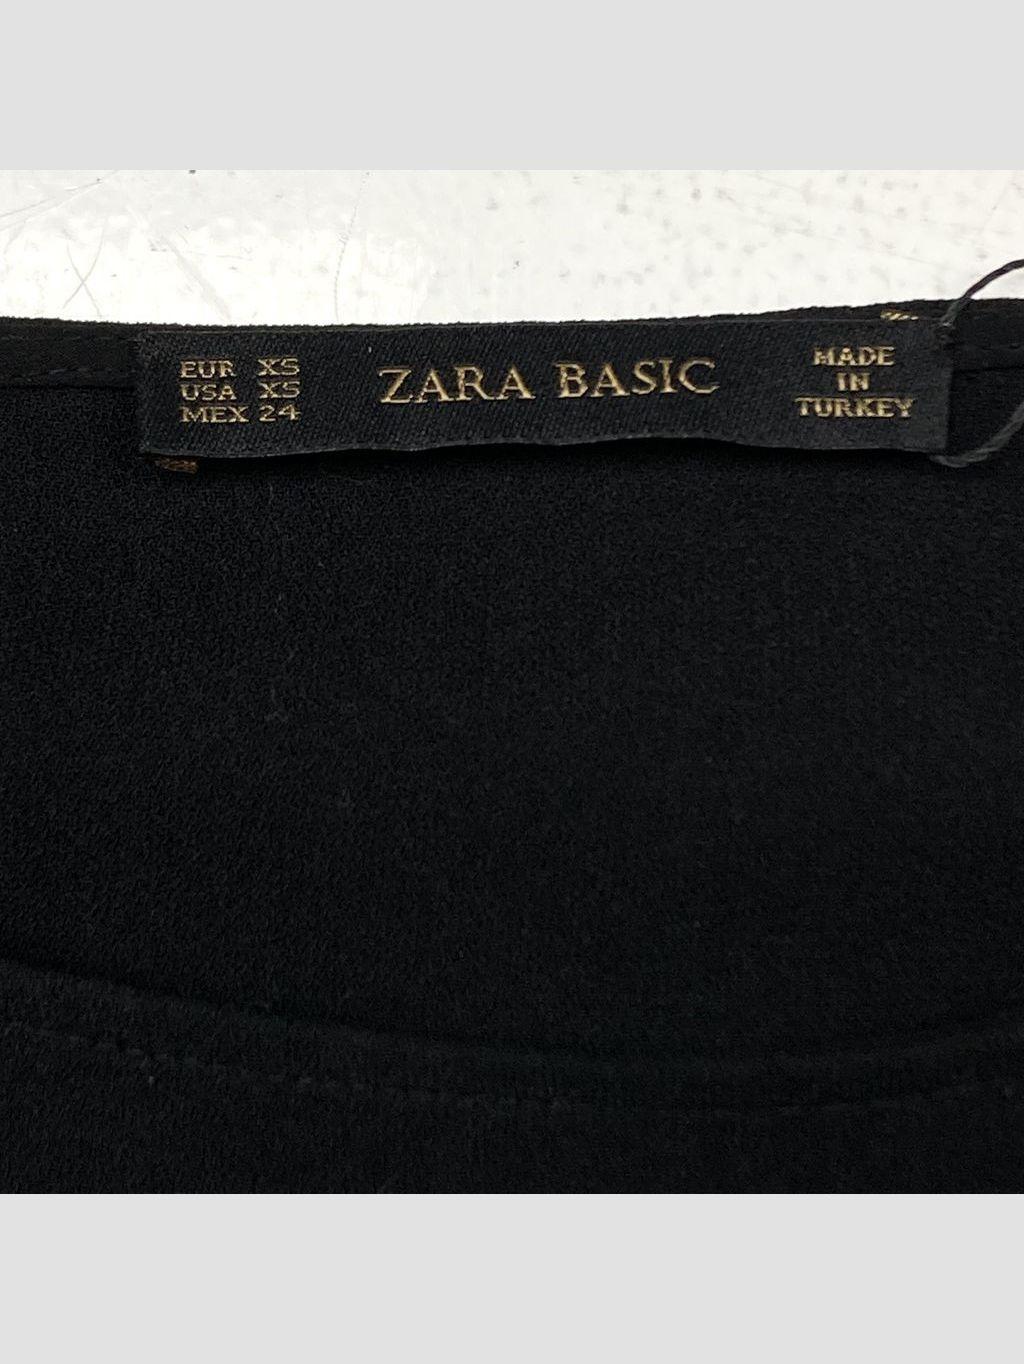 EUR XS
USA XS
MEX 24
ZARA BASIC
MADE
IN
TURKEY